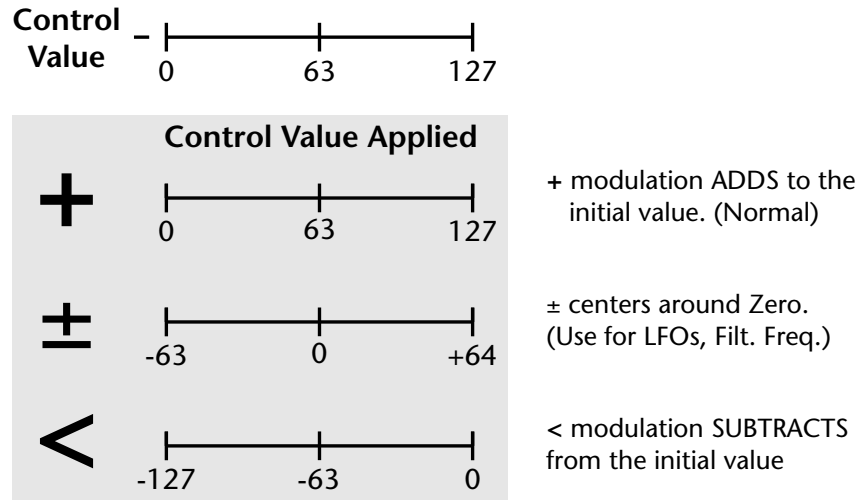 Control
Value
–
0 63 127
Control Value Applied
+
0 63 127
+ modulation ADDS to the
initial value. (Normal)
±
-63 0 +64
± centers around Zero.
(Use for LFOs, Filt. Freq.)
<
-127 -63 0
< modulation SUBTRACTS
from the initial value